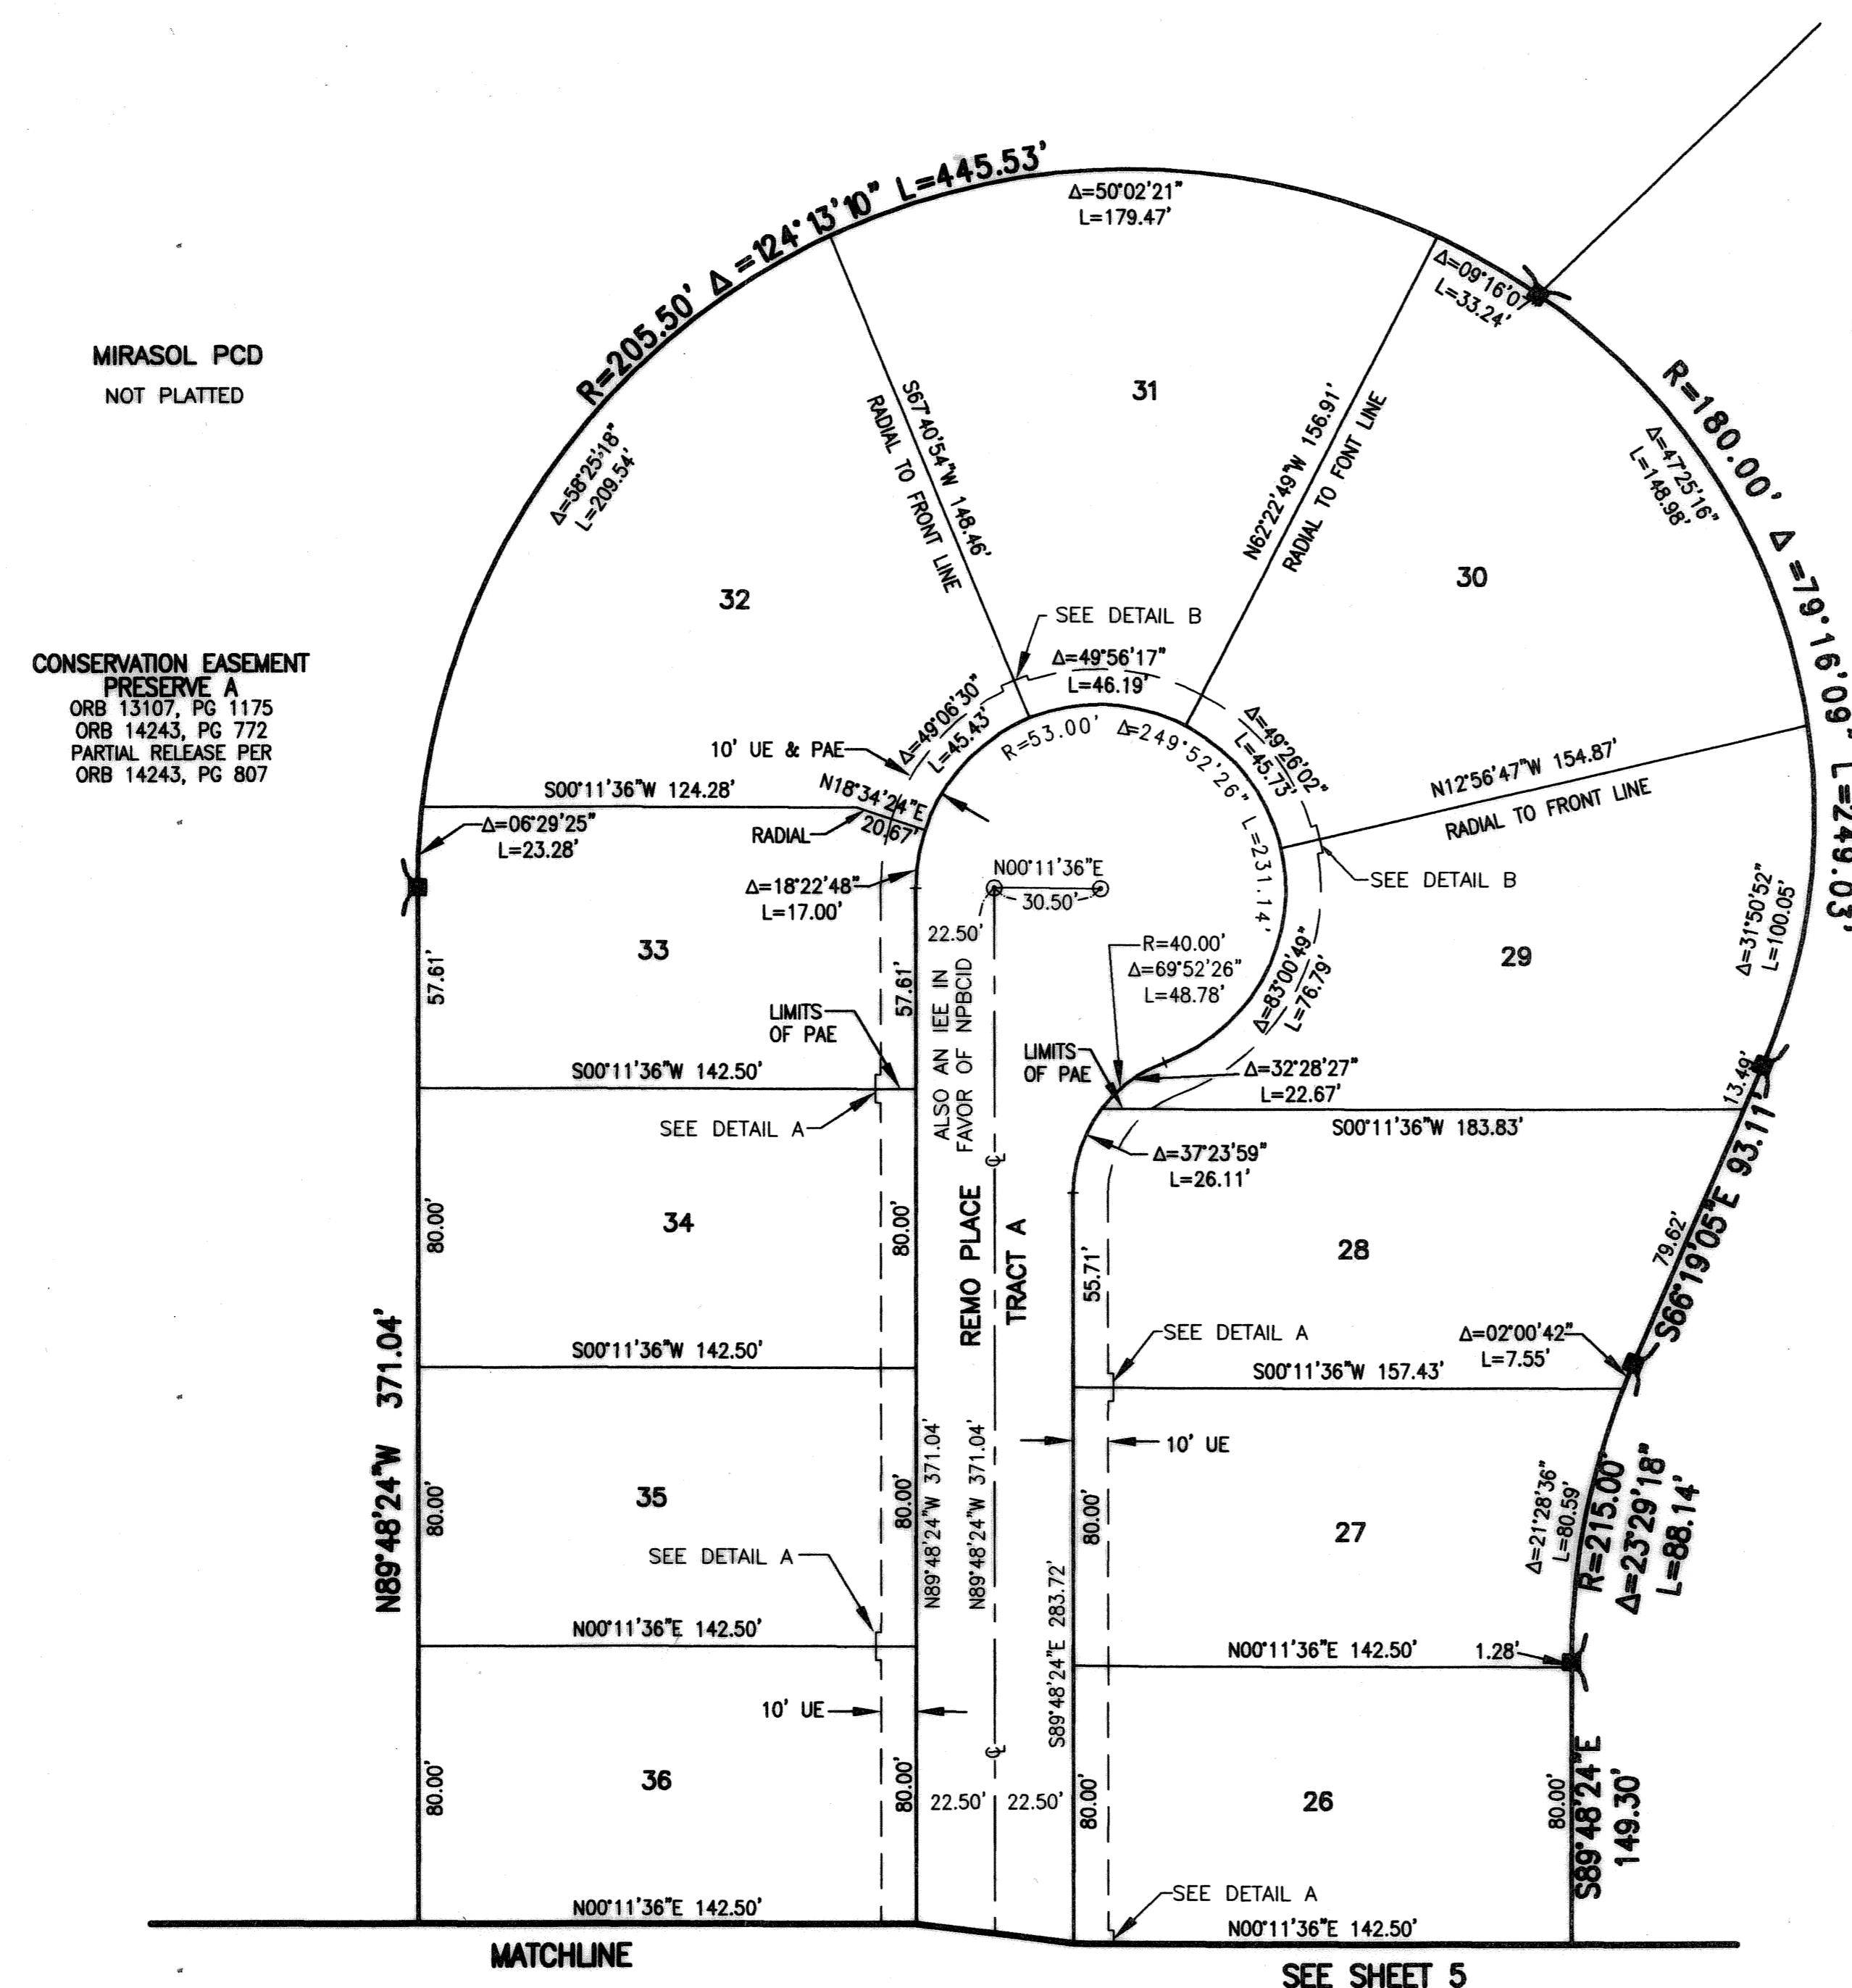 R=205.50' Δ=124°13'10" L=445.53'
Δ=50°02'21"
L=179.47'
Δ=09°16'07"
L=33.24'
MIRASOL PCD
NOT PLATTED
R=180.00' Δ=79°16'09" L=249.03'
31
S67°40'54"W 148.46'
RADIAL TO FRONT LINE
N62°22'49"W 156.91'
RADIAL TO FONT LINE
Δ=47°25'16"
L=148.98'
Δ=58°25'18"
L=209.54'
30
32
SEE DETAIL B
CONSERVATION EASEMENT
PRESERVE A
ORB 13107, PG 1175
ORB 14243, PG 772
PARTIAL RELEASE PER
ORB 14243, PG 807
Δ=49°56'17"
L=46.19'
Δ=49°06'30"
L=45.43'
R=53.00' Δ=249°52'26" L=231.14'
Δ=49°26'02"
L=45.73'
10' UE & PAE
N12°56'47"W 154.87'
RADIAL TO FRONT LINE
S00°11'36"W 124.28'
N18°34'24"E
20.67'
RADIAL
Δ=06°29'25"
L=23.28'
SEE DETAIL B
N00°11'36"E
30.50'
Δ=18°22'48"
L=17.00'
22.50'
33
57.61'
57.61'
ALSO AN IEE IN
FAVOR OF NPBCID
R=40.00'
Δ=69°52'26"
L=48.78'
Δ=83°00'49"
L=76.79'
29
Δ=31°50'52"
L=100.05'
LIMITS
OF PAE
LIMITS
OF PAE
Δ=32°28'27"
L=22.67'
13.49'
S00°11'36"W 142.50'
SEE DETAIL A
S00°11'36"W 183.83'
Δ=37°23'59"
L=26.11'
34
80.00'
80.00'
REMO PLACE
TRACT A
28
55.71'
79.62'
S66°19'05"E 93.11'
SEE DETAIL A
Δ=02°00'42"
L=7.55'
S00°11'36"W 142.50'
S00°11'36"W 157.43'
N89°48'24"W 371.04'
10' UE
35
80.00'
80.00'
N89°48'24"W 371.04'
N89°48'24"W 371.04'
80.00'
27
Δ=21°28'36"
L=80.59'
R=215.00'
Δ=23°29'18"
L=88.14'
SEE DETAIL A
S89°48'24"E 283.72'
N00°11'36"E 142.50'
N00°11'36"E 142.50'
1.28'
10' UE
36
80.00'
80.00'
22.50'
22.50'
80.00'
26
80.00'
S89°48'24"E
149.30'
SEE DETAIL A
N00°11'36"E 142.50'
N00°11'36"E 142.50'
MATCHLINE
SEE SHEET 5